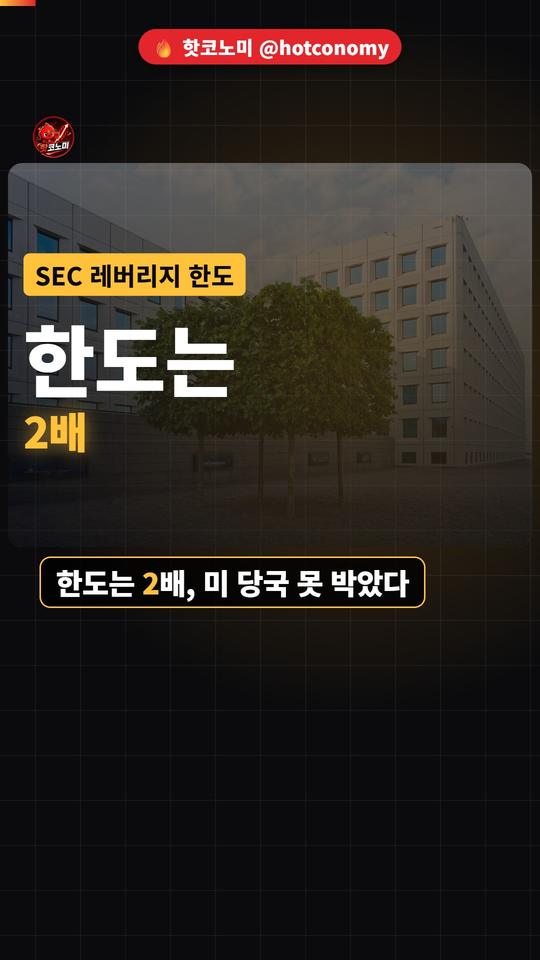 핫코노미 @hotconomy
핫코노미
SEC 레버리지 한도
한도는
2배
한도는 2배, 미 당국 못 박았다